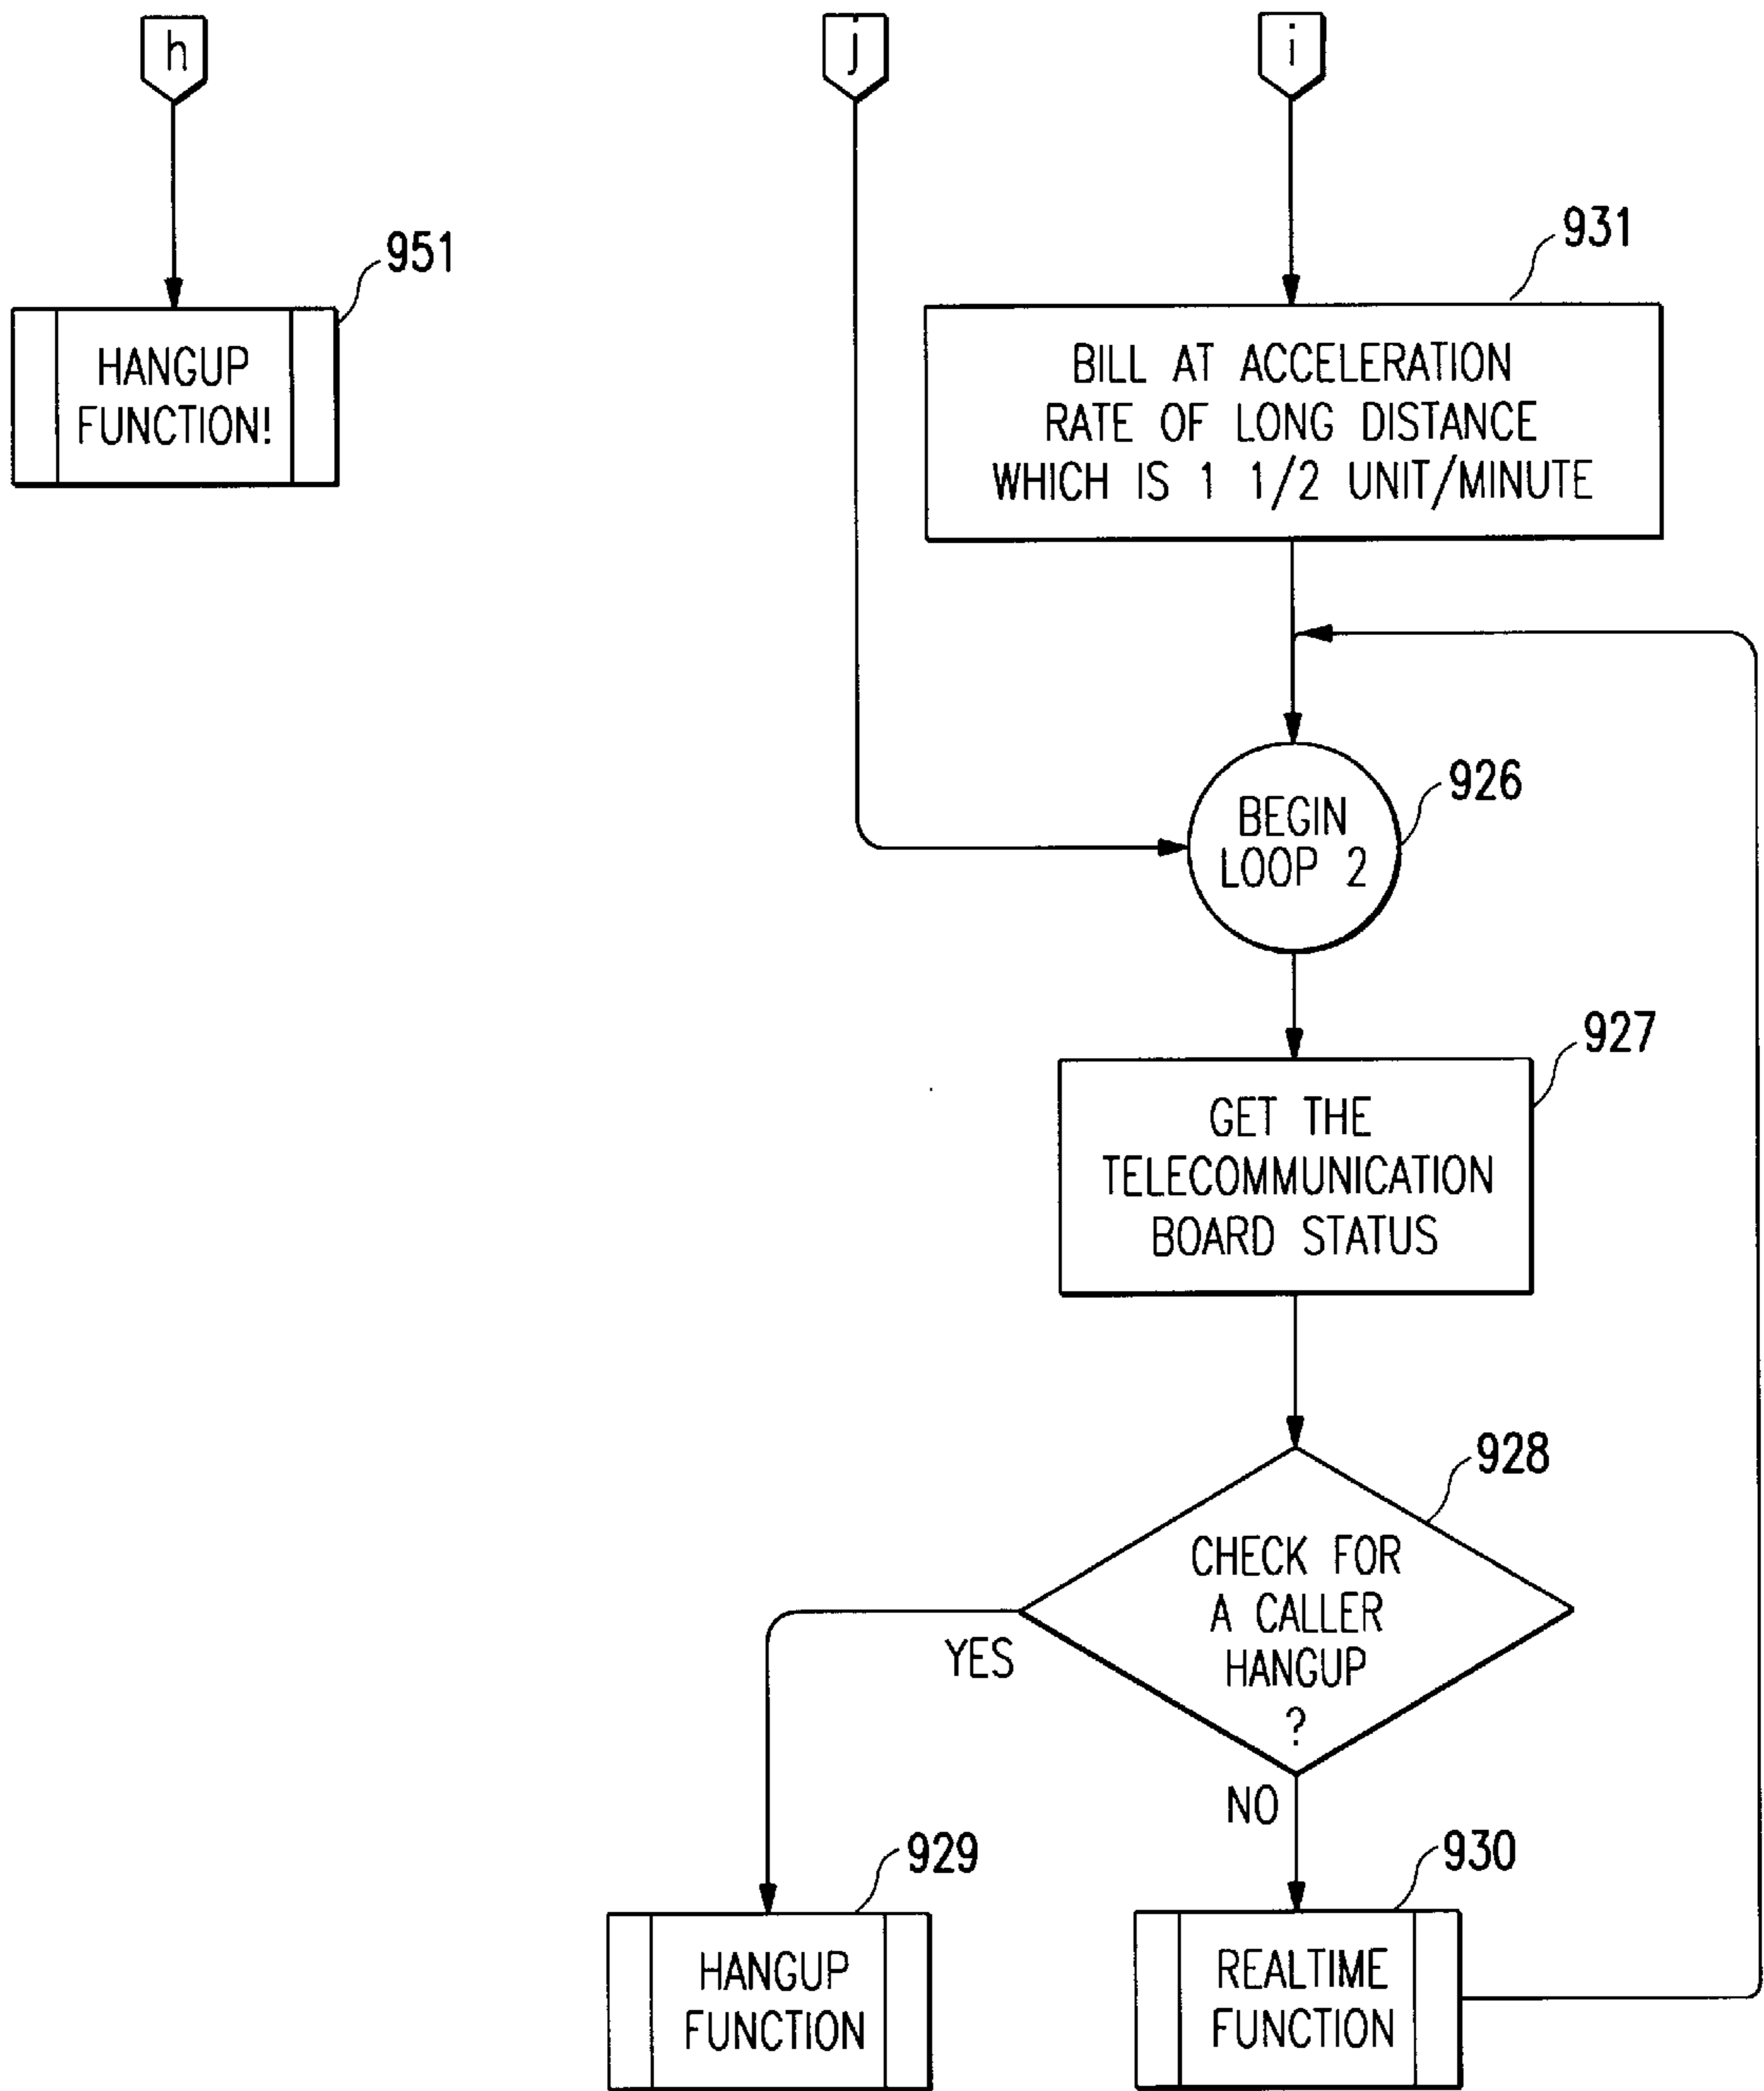 h
j
i
951
HANGUP
FUNCTION!
931
BILL AT ACCELERATION
RATE OF LONG DISTANCE
WHICH IS 1 1/2 UNIT/MINUTE
926
BEGIN
LOOP 2
927
GET THE
TELECOMMUNICATION
BOARD STATUS
928
CHECK FOR
A CALLER
HANGUP
?
YES
NO
929
HANGUP
FUNCTION
930
REALTIME
FUNCTION